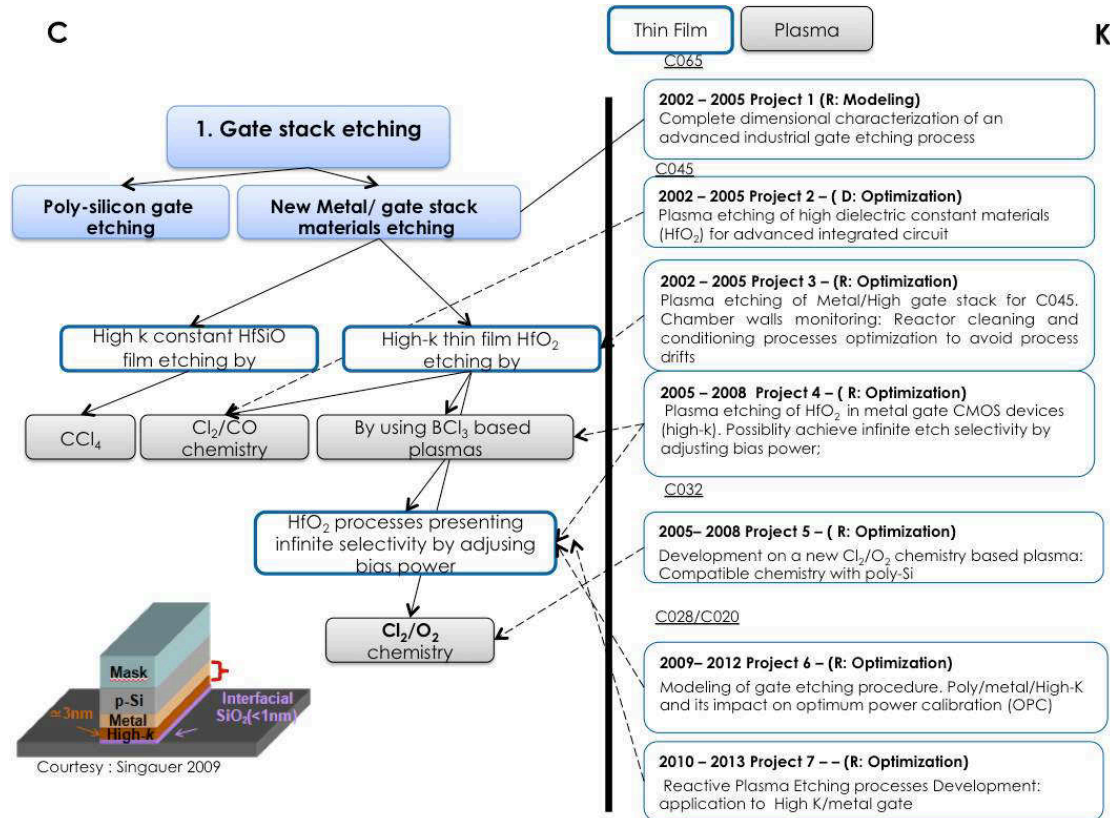 C
Thin Film
Plasma
K
C065
1. Gate stack etching
Poly-silicon gate
etching
New Metal/ gate stack
materials etching
High k constant HfSiO
film etching by
High-k thin film HfO₂
etching by
CCl₄
Cl₂/CO
chemistry
By using BCl₃ based
plasmas
HfO₂ processes presenting
infinite selectivity by adjusing
bias power
Cl₂/O₂
chemistry
Mask
p-Si
Metal
High-k
≃3nm
Interfacial
SiO₂(<1nm)
Courtesy : Singauer 2009
2002 – 2005 Project 1 (R: Modeling)
Complete dimensional characterization of an
advanced industrial gate etching process
C045
2002 – 2005 Project 2 – ( D: Optimization)
Plasma etching of high dielectric constant materials
(HfO₂) for advanced integrated circuit
2002 – 2005 Project 3 – (R: Optimization)
Plasma etching of Metal/High gate stack for C045.
Chamber walls monitoring: Reactor cleaning and
conditioning processes optimization to avoid process
drifts
2005 – 2008 Project 4 – ( R: Optimization)
Plasma etching of HfO₂ in metal gate CMOS devices
(high-k). Possiblity achieve infinite etch selectivity by
adjusting bias power;
C032
2005– 2008 Project 5 – ( R: Optimization)
Development on a new Cl₂/O₂ chemistry based plasma:
Compatible chemistry with poly-Si
C028/C020
2009– 2012 Project 6 – (R: Optimization)
Modeling of gate etching procedure. Poly/metal/High-K
and its impact on optimum power calibration (OPC)
2010 – 2013 Project 7 – – (R: Optimization)
Reactive Plasma Etching processes Development:
application to High K/metal gate